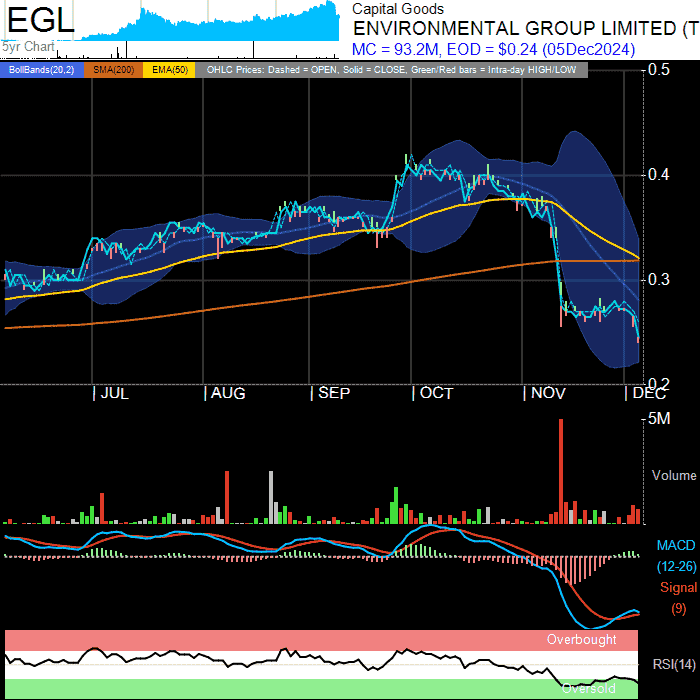 EGL
5yr Chart
Capital Goods
ENVIRONMENTAL GROUP LIMITED (T
MC = 93.2M, EOD = $0.24 (05Dec2024)
BollBands(20,2) SMA(200) EMA(50) OHLC Prices: Dashed = OPEN, Solid = CLOSE, Green/Red bars = Intra-day HIGH/LOW
0.5
0.4
0.3
0.2
JUL AUG SEP OCT NOV DEC
5M
Volume
MACD
(12-26)
Signal
(9)
Overbought
RSI(14)
Oversold